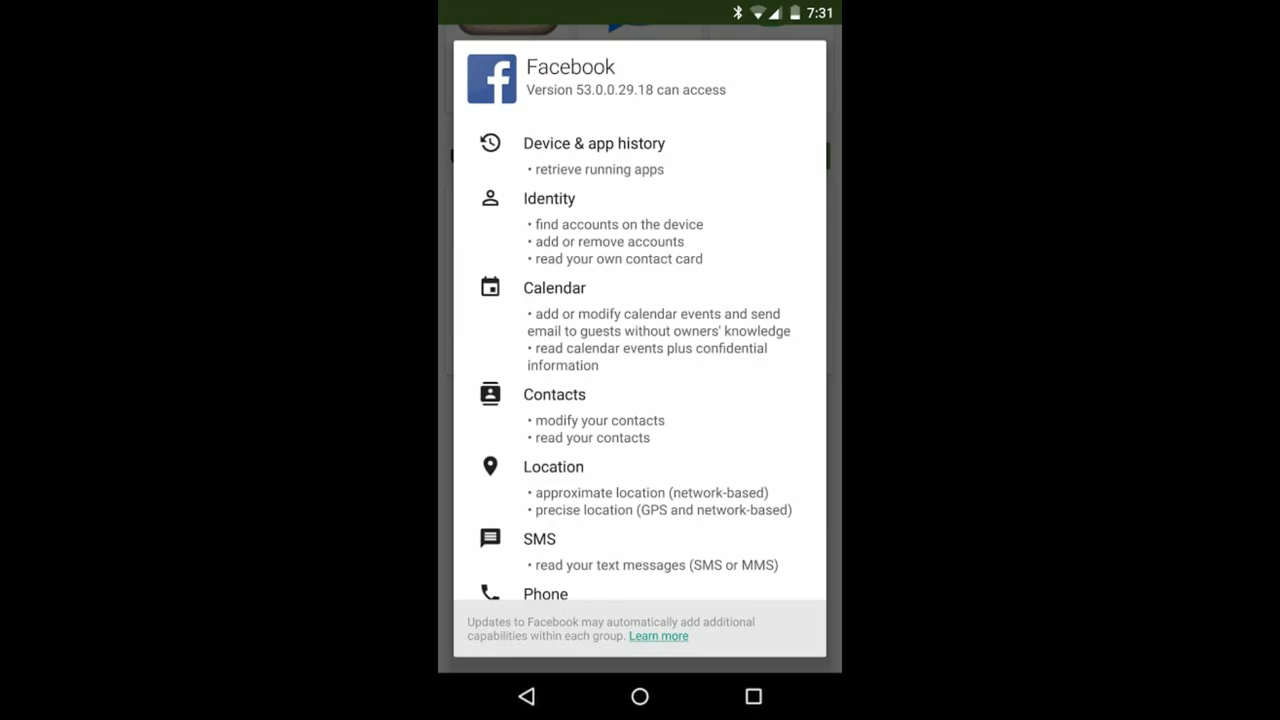 7:31
Facebook
Version 53.0.0.29.18 can access
Device & app history
• retrieve running apps
Identity
• find accounts on the device
• add or remove accounts
• read your own contact card
Calendar
• add or modify calendar events and send
email to guests without owners' knowledge
• read calendar events plus confidential
information
Contacts
• modify your contacts
• read your contacts
Location
• approximate location (network-based)
• precise location (GPS and network-based)
SMS
• read your text messages (SMS or MMS)
Phone
Updates to Facebook may automatically add additional
capabilities within each group. Learn more